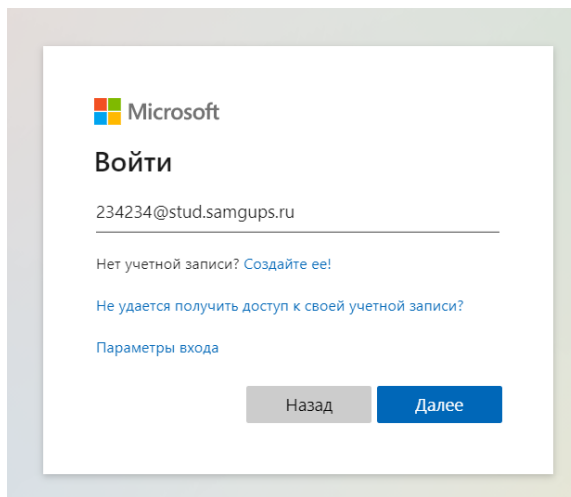 Microsoft
Войти
234234@stud.samgups.ru
Нет учетной записи? Создайте ее!
Не удается получить доступ к своей учетной записи?
Параметры входа
Назад Далее